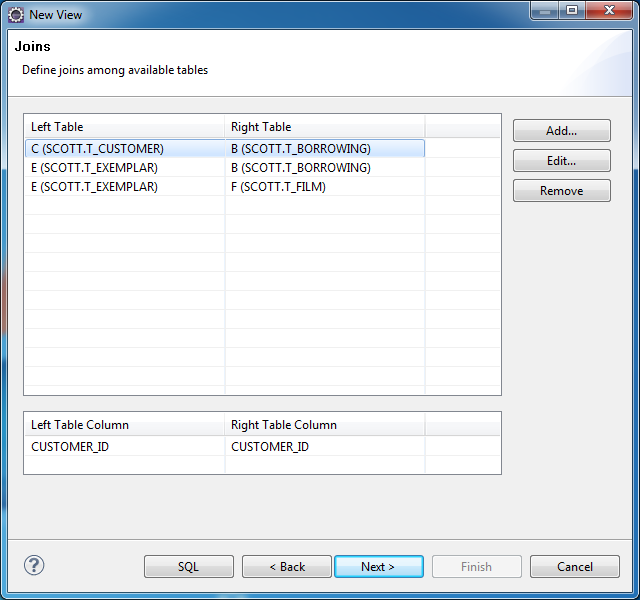 New View
Joins
Define joins among available tables
Left Table Right Table
C (SCOTT.T_CUSTOMER) B (SCOTT.T_BORROWING)
E (SCOTT.T_EXEMPLAR) B (SCOTT.T_BORROWING)
E (SCOTT.T_EXEMPLAR) F (SCOTT.T_FILM)
Add...
Edit...
Remove
Left Table Column Right Table Column
CUSTOMER_ID CUSTOMER_ID
? SQL < Back Next > Finish Cancel